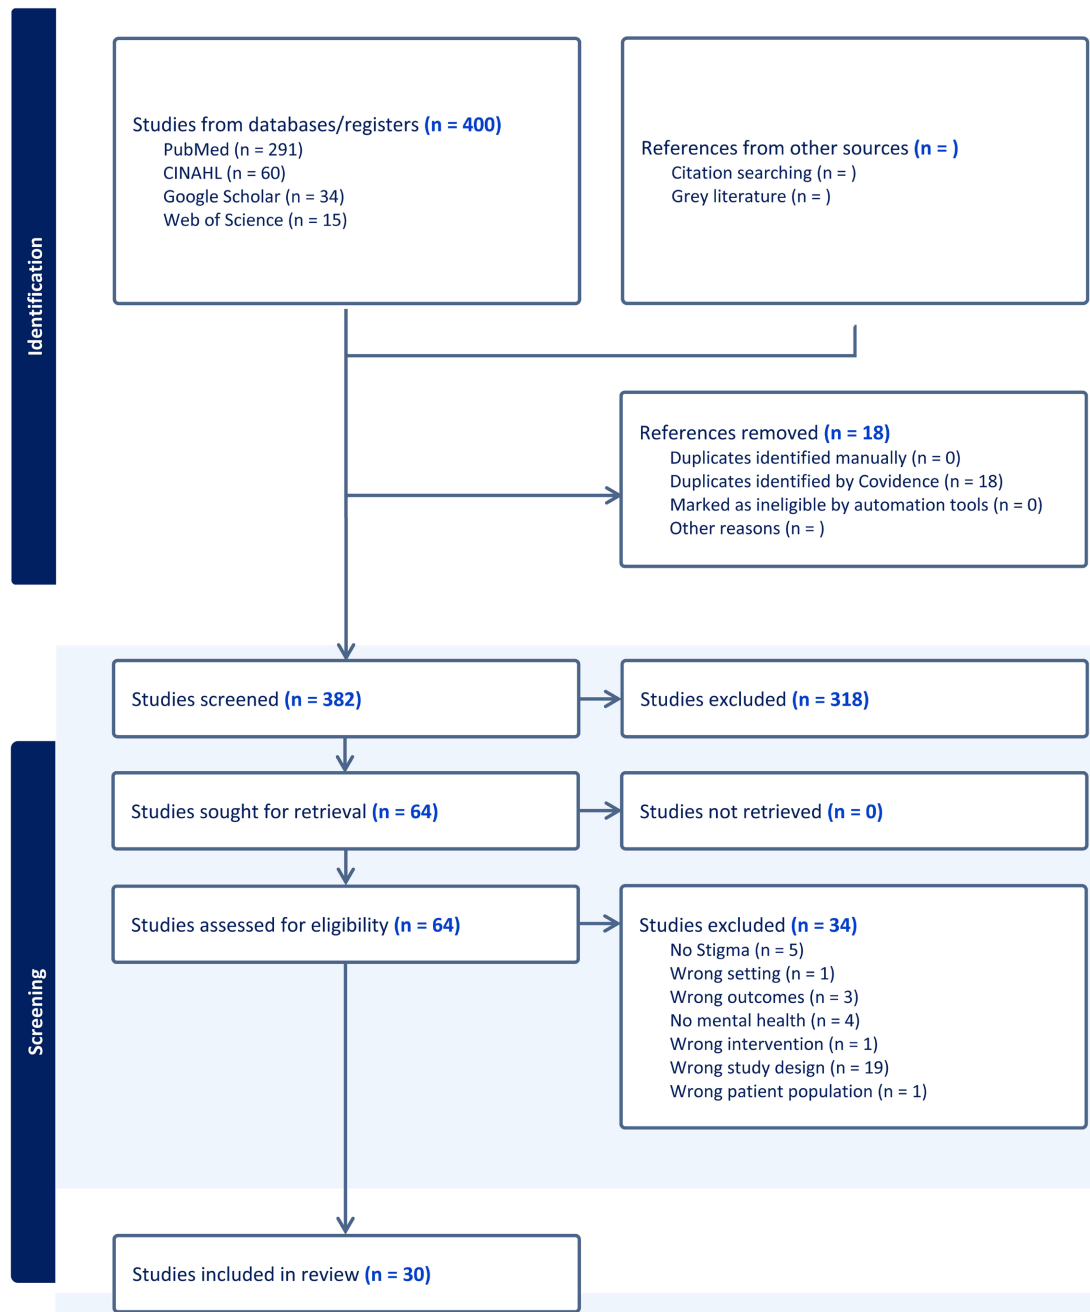 Identification
Studies from databases/registers (n = 400)
PubMed (n = 291)
CINAHL (n = 60)
Google Scholar (n = 34)
Web of Science (n = 15)
References from other sources (n = )
Citation searching (n = )
Grey literature (n = )
References removed (n = 18)
Duplicates identified manually (n = 0)
Duplicates identified by Covidence (n = 18)
Marked as ineligible by automation tools (n = 0)
Other reasons (n = )
Screening
Studies screened (n = 382)
Studies excluded (n = 318)
Studies sought for retrieval (n = 64)
Studies not retrieved (n = 0)
Studies assessed for eligibility (n = 64)
Studies excluded (n = 34)
No Stigma (n = 5)
Wrong setting (n = 1)
Wrong outcomes (n = 3)
No mental health (n = 4)
Wrong intervention (n = 1)
Wrong study design (n = 19)
Wrong patient population (n = 1)
Studies included in review (n = 30)